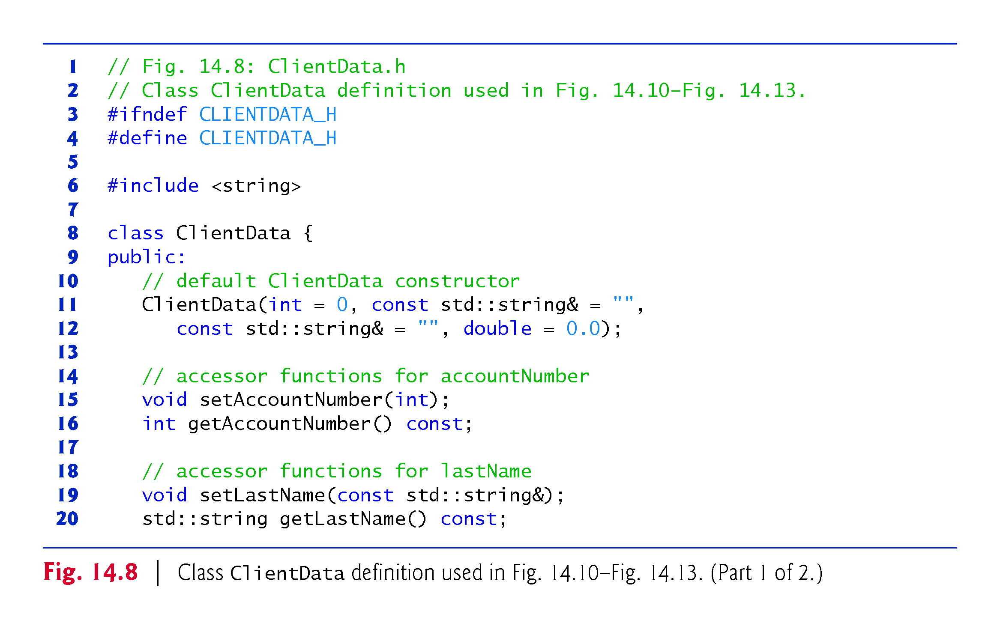 1 // Fig. 14.8: ClientData.h
2 // Class ClientData definition used in Fig. 14.10–Fig. 14.13.
3 #ifndef CLIENTDATA_H
4 #define CLIENTDATA_H
5
6 #include <string>
7
8 class ClientData {
9 public:
10    // default ClientData constructor
11    ClientData(int = 0, const std::string& = "",
12       const std::string& = "", double = 0.0);
13
14    // accessor functions for accountNumber
15    void setAccountNumber(int);
16    int getAccountNumber() const;
17
18    // accessor functions for lastName
19    void setLastName(const std::string&);
20    std::string getLastName() const;
Fig. 14.8 | Class ClientData definition used in Fig. 14.10–Fig. 14.13. (Part 1 of 2.)